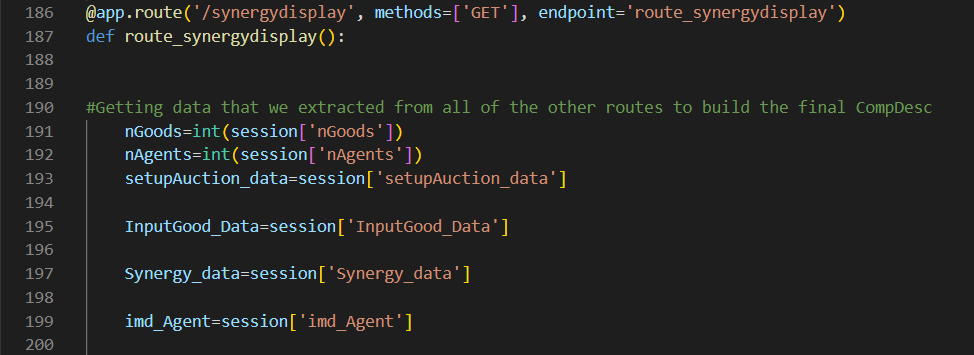 186 @app.route('/synergydisplay', methods=['GET'], endpoint='route_synergydisplay')
187 def route_synergydisplay():
188
189
190 #Getting data that we extracted from all of the other routes to build the final CompDesc
191     nGoods=int(session['nGoods'])
192     nAgents=int(session['nAgents'])
193     setupAuction_data=session['setupAuction_data']
194
195     InputGood_Data=session['InputGood_Data']
196
197     Synergy_data=session['Synergy_data']
198
199     imd_Agent=session['imd_Agent']
200